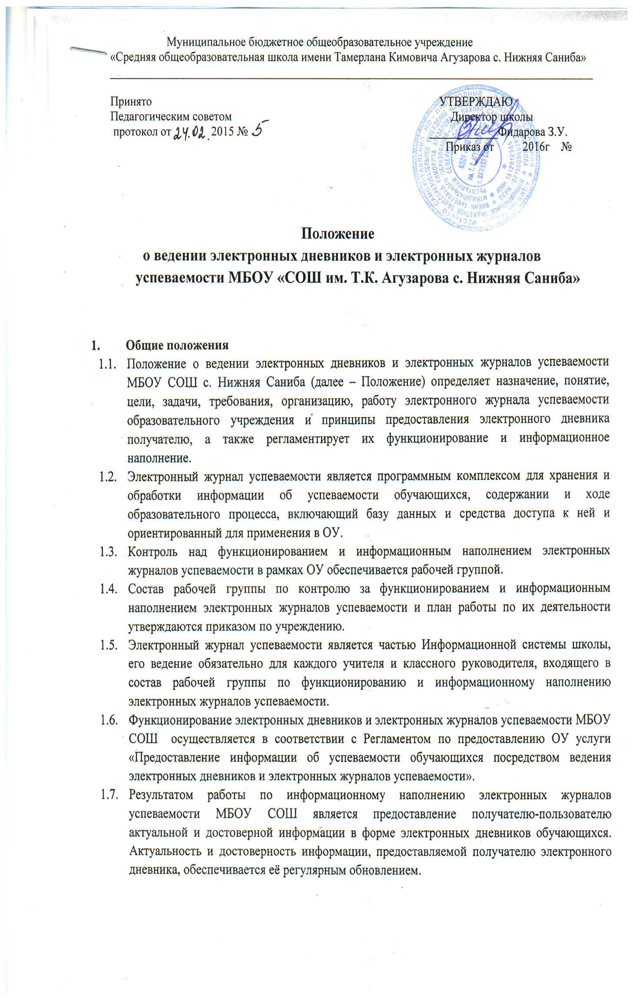 Муниципальное бюджетное общеобразовательное учреждение
«Средняя общеобразовательная школа имени Тамерлана Кимовича Агузарова с. Нижняя Саниба»
Принято
Педагогическим советом
протокол от 24.02. 2015 № 5
УТВЕРЖДАЮ
Директор школы
Фидарова З.У.
Приказ от 2016г №
МБОУ
им. Т.К. АГУЗАРОВА
с. НИЖНЯЯ САНИБА
Положение
о ведении электронных дневников и электронных журналов
успеваемости МБОУ «СОШ им. Т.К. Агузарова с. Нижняя Саниба»
1. Общие положения
1.1. Положение о ведении электронных дневников и электронных журналов успеваемости
МБОУ СОШ с. Нижняя Саниба (далее – Положение) определяет назначение, понятие,
цели, задачи, требования, организацию, работу электронного журнала успеваемости
образовательного учреждения и принципы предоставления электронного дневника
получателю, а также регламентирует их функционирование и информационное
наполнение.
1.2. Электронный журнал успеваемости является программным комплексом для хранения и
обработки информации об успеваемости обучающихся, содержании и ходе
образовательного процесса, включающий базу данных и средства доступа к ней и
ориентированный для применения в ОУ.
1.3. Контроль над функционированием и информационным наполнением электронных
журналов успеваемости в рамках ОУ обеспечивается рабочей группой.
1.4. Состав рабочей группы по контролю за функционированием и информационным
наполнением электронных журналов успеваемости и план работы по их деятельности
утверждаются приказом по учреждению.
1.5. Электронный журнал успеваемости является частью Информационной системы школы,
его ведение обязательно для каждого учителя и классного руководителя, входящего в
состав рабочей группы по функционированию и информационному наполнению
электронных журналов успеваемости.
1.6. Функционирование электронных дневников и электронных журналов успеваемости МБОУ
СОШ осуществляется в соответствии с Регламентом по предоставлению ОУ услуги
«Предоставление информации об успеваемости обучающихся посредством ведения
электронных дневников и электронных журналов успеваемости».
1.7. Результатом работы по информационному наполнению электронных журналов
успеваемости МБОУ СОШ является предоставление получателю-пользователю
актуальной и достоверной информации в форме электронных дневников обучающихся.
Актуальность и достоверность информации, предоставляемой получателю электронного
дневника, обеспечивается её регулярным обновлением.